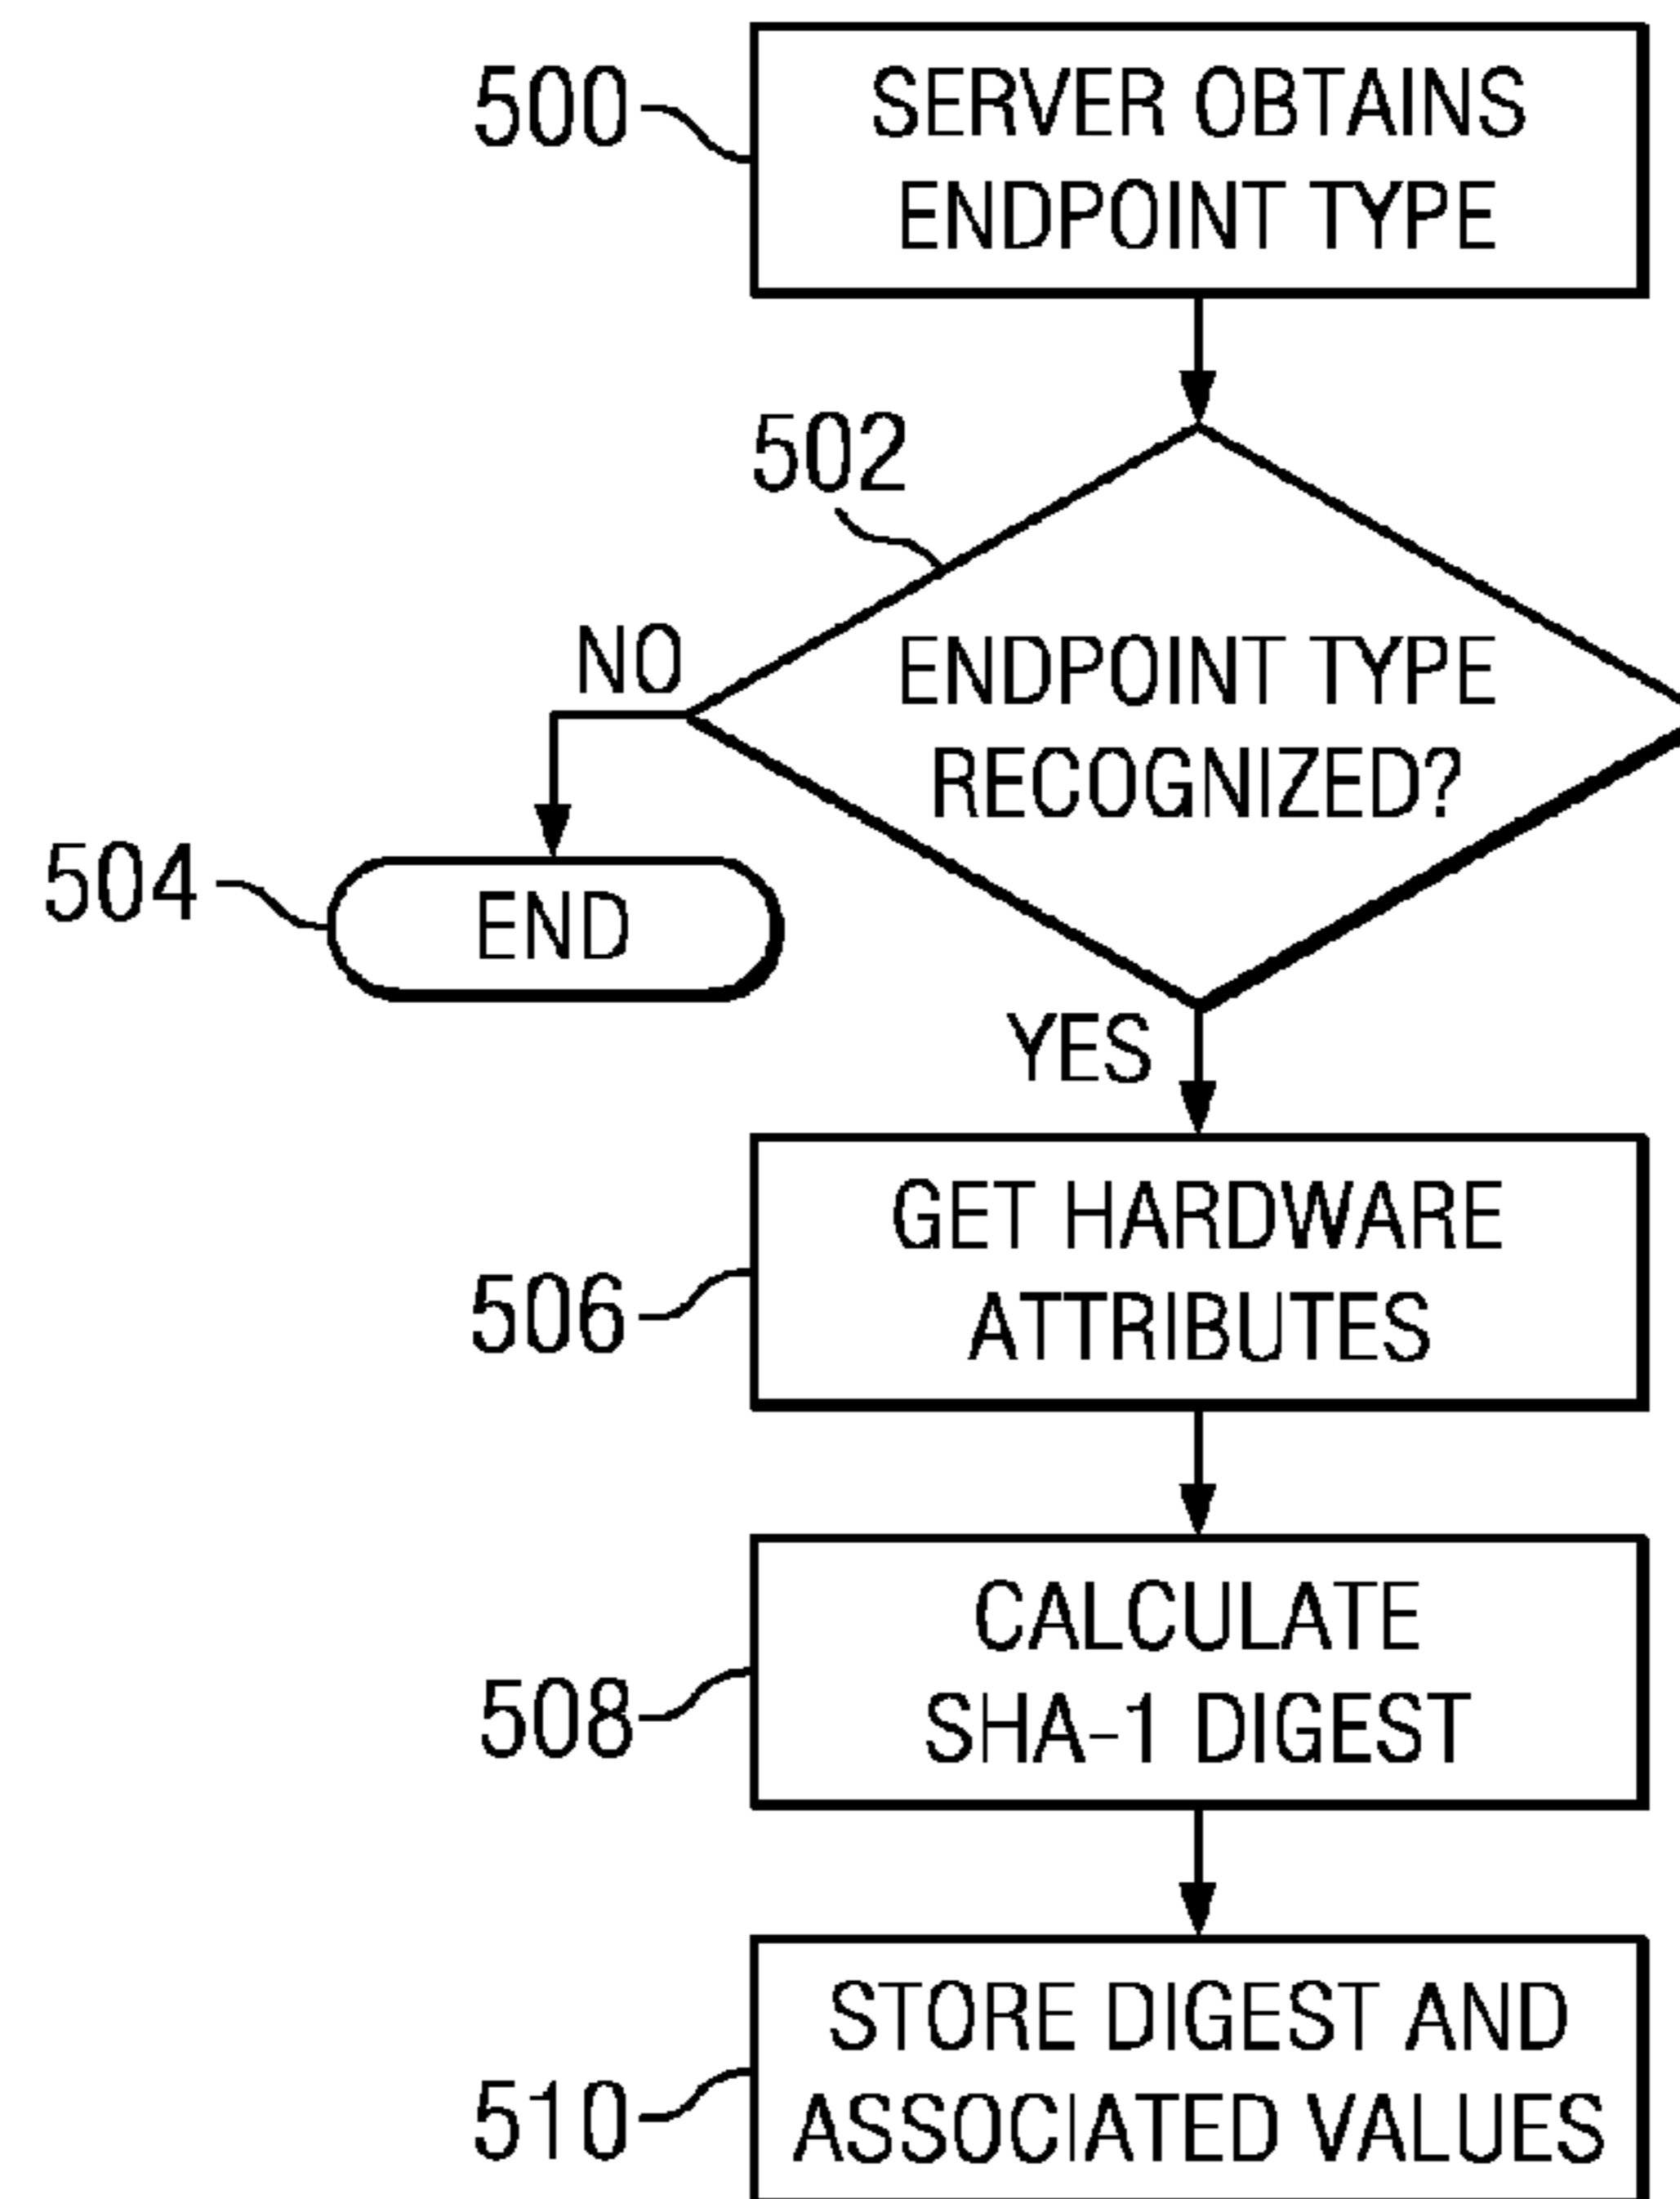 500
SERVER OBTAINS
ENDPOINT TYPE
502
NO
ENDPOINT TYPE
RECOGNIZED?
504
END
YES
GET HARDWARE
ATTRIBUTES
506
CALCULATE
SHA-1 DIGEST
508
STORE DIGEST AND
ASSOCIATED VALUES
510